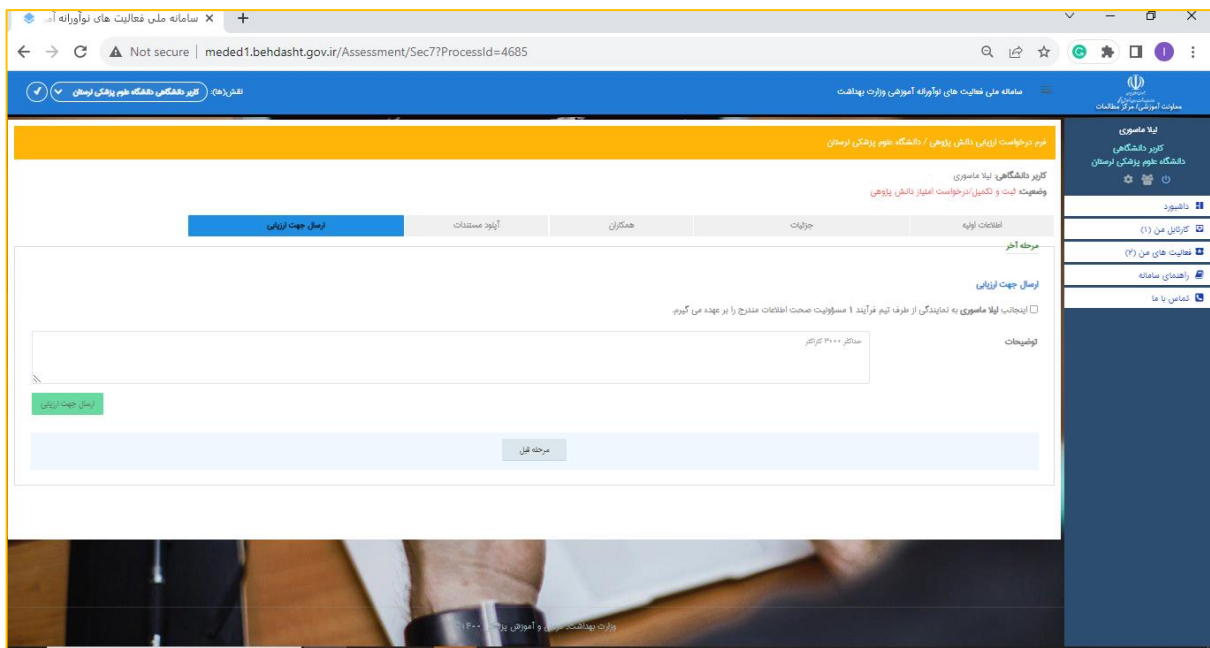 سامانه ملی فعالیت های نوآورانه آم
Not secure | meded1.behdasht.gov.ir/Assessment/Sec7?ProcessId=4685
معاونت آموزشی/ مرکز مطالعات
سامانه ملی فعالیت های نوآورانه آموزشی وزارت بهداشت
نقش(ها): کاربر دانشگاهی دانشگاه علوم پزشکی لرستان
لیلا ماسوری
کاربر دانشگاهی
دانشگاه علوم پزشکی لرستان
داشبورد
کارتابل من (۱)
فعالیت های من (۲)
راهنمای سامانه
تماس با ما
فرم درخواست ارزیابی دانش پژوهی / دانشگاه علوم پزشکی لرستان
کاربر دانشگاهی: لیلا ماسوری
وضعیت: ثبت و تکمیل/درخواست امتیاز دانش پژوهی
اطلاعات اولیه جزئیات همکاران آپلود مستندات ارسال جهت ارزیابی
مرحله آخر
ارسال جهت ارزیابی
اینجانب لیلا ماسوری به نمایندگی از طرف تیم فرآیند 1 مسؤولیت صحت اطلاعات مندرج را بر عهده می گیرم.
توضیحات
حداکثر ۳۰۰۰ کاراکتر
ارسال جهت ارزیابی
مرحله قبل
وزارت بهداشت، و آموزش ۱۴۰۰